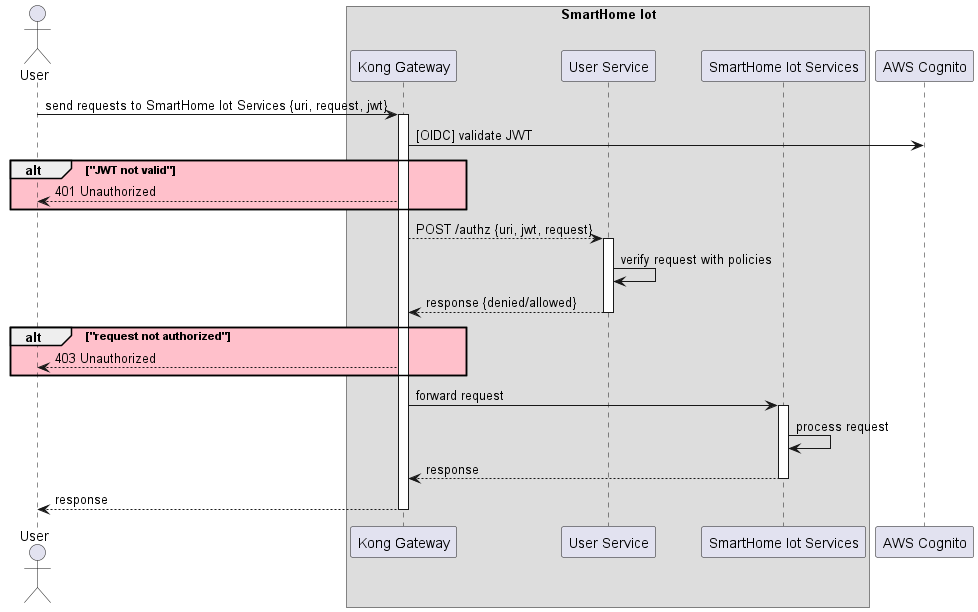 SmartHome Iot
User
Kong Gateway
User Service
SmartHome Iot Services
AWS Cognito
send requests to SmartHome Iot Services {uri, request, jwt}
[OIDC] validate JWT
alt ["JWT not valid"]
401 Unauthorized
POST /authz {uri, jwt, request}
verify request with policies
response {denied/allowed}
alt ["request not authorized"]
403 Unauthorized
forward request
process request
response
response
User
Kong Gateway
User Service
SmartHome Iot Services
AWS Cognito